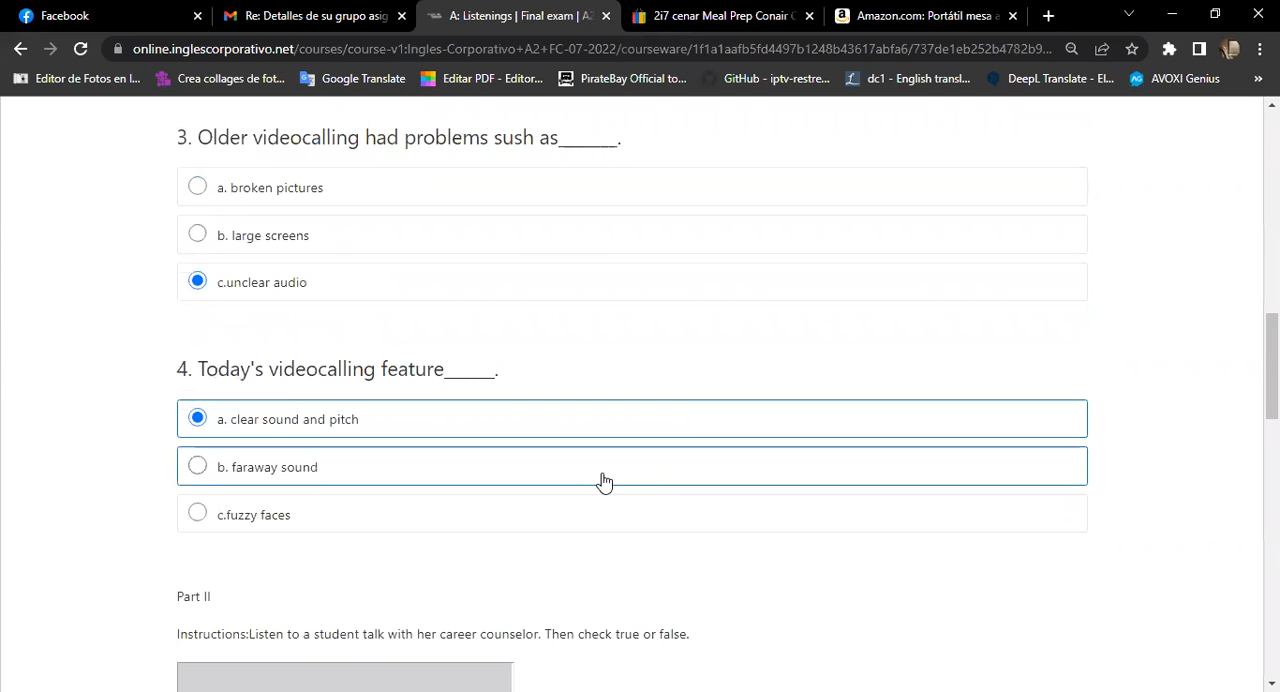 Facebook
Re: Detalles de su grupo asig
A: Listenings | Final exam | A2
2i7 cenar Meal Prep Conair C
Amazon.com: Portátil mesa a
online.inglescorporativo.net/courses/course-v1:Ingles-Corporativo+A2+FC-07-2022/courseware/1f1a1aafb5fd4497b1248b43617abfa6/737de1eb252b4782b9...
Editor de Fotos en l...
Crea collages de fot...
Google Translate
Editar PDF - Editor...
PirateBay Official to...
GitHub - iptv-restre...
dc1 - English transl...
DeepL Translate - El...
AVOXI Genius
»
3. Older videocalling had problems sush as_______.
a. broken pictures
b. large screens
c.unclear audio
4. Today's videocalling feature______.
a. clear sound and pitch
b. faraway sound
c.fuzzy faces
Part II
Instructions:Listen to a student talk with her career counselor. Then check true or false.